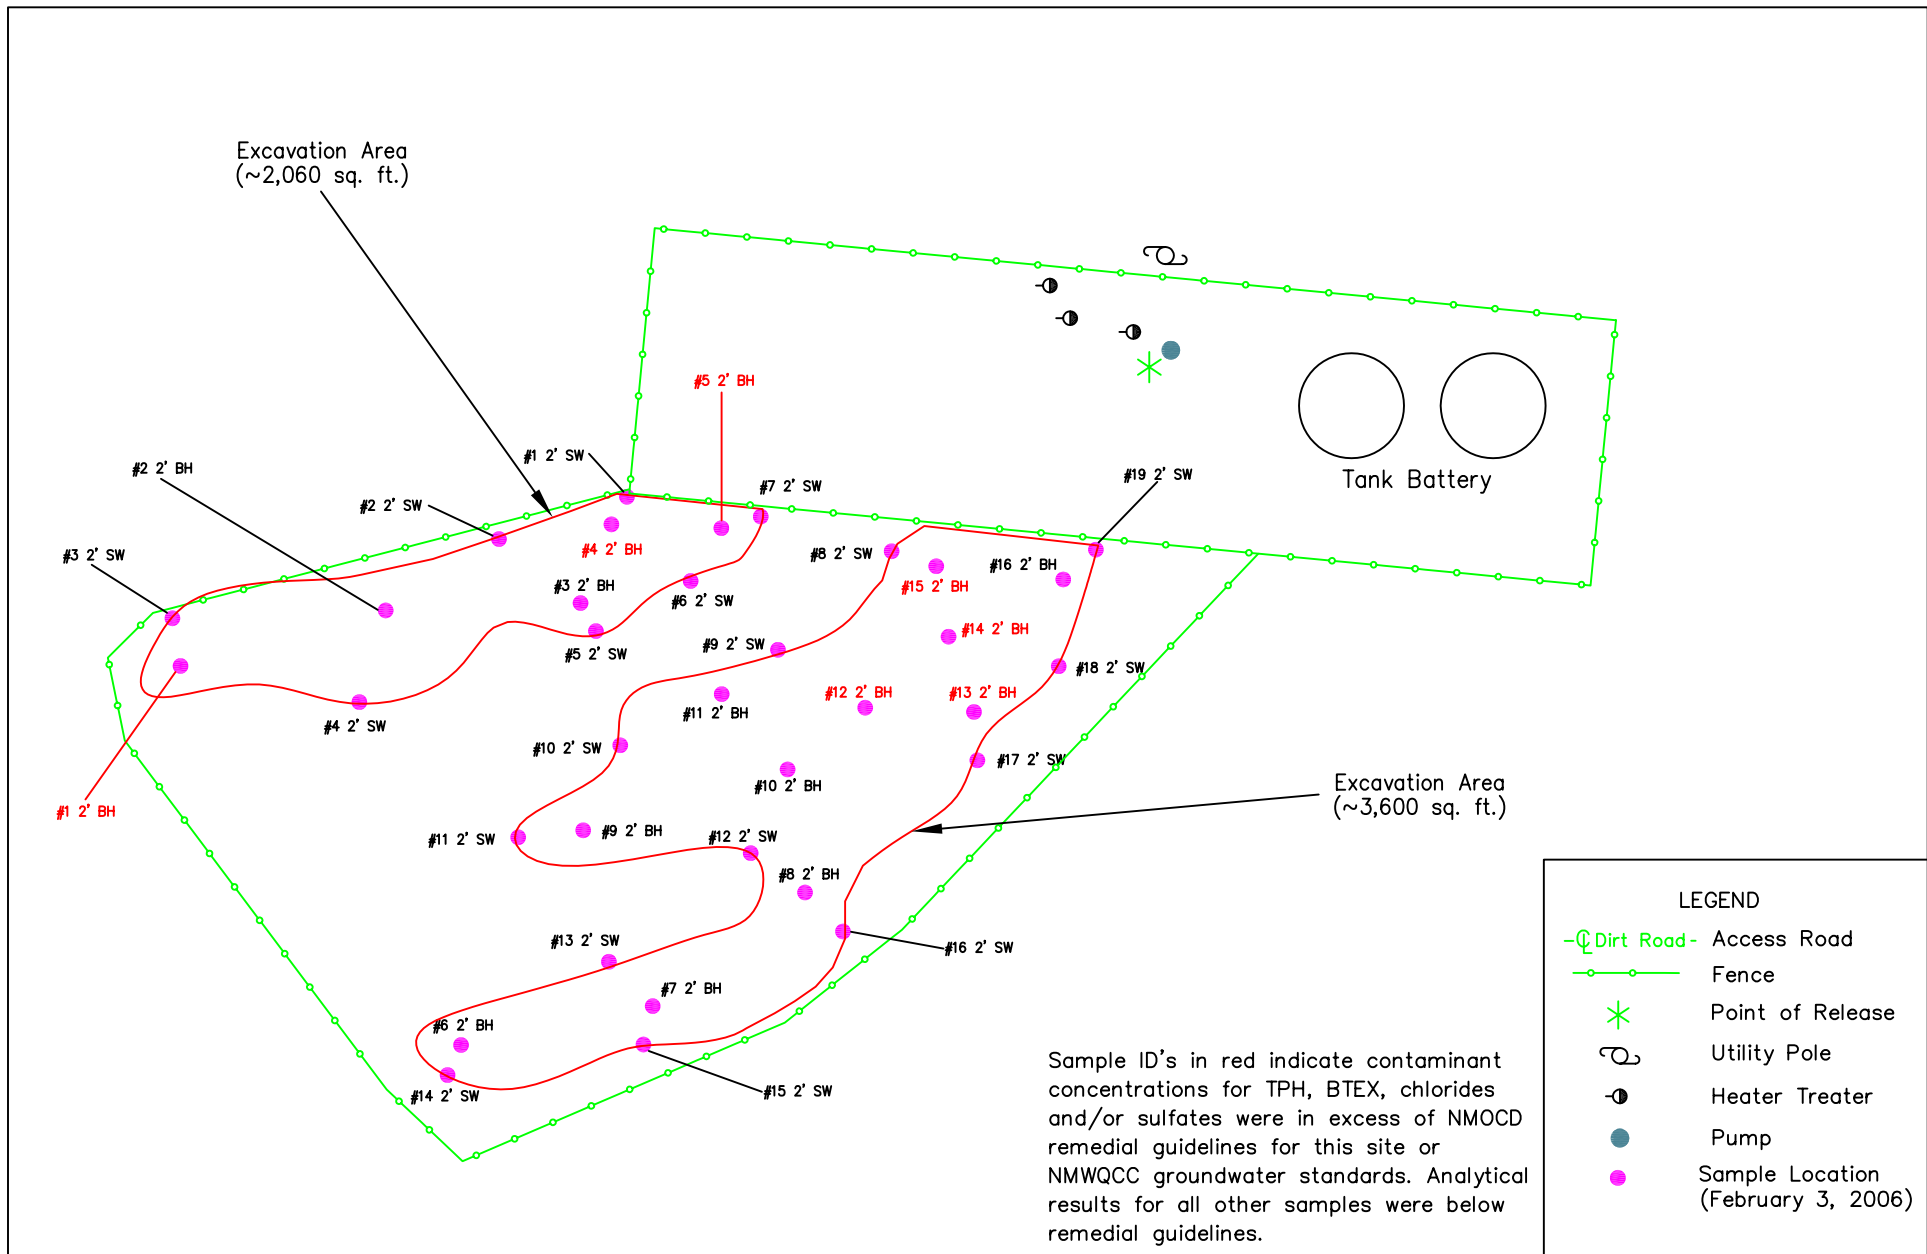 Excavation Area
(~2,060 sq. ft.)
#5 2' BH
#1 2' SW
#2 2' BH
#7 2' SW
#19 2' SW
Tank Battery
#2 2' SW
#3 2' SW
#4 2' BH
#8 2' SW
#16 2' BH
#15 2' BH
#3 2' BH
#6 2' SW
#14 2' BH
#5 2' SW
#9 2' SW
#18 2' SW
#12 2' BH
#13 2' BH
#11 2' BH
#4 2' SW
#10 2' SW
#17 2' SW
#10 2' BH
Excavation Area
(~3,600 sq. ft.)
#1 2' BH
#11 2' SW
#9 2' BH
#12 2' SW
#8 2' BH
#13 2' SW
#16 2' SW
#7 2' BH
#6 2' BH
#14 2' SW
#15 2' SW
Sample ID's in red indicate contaminant
concentrations for TPH, BTEX, chlorides
and/or sulfates were in excess of NMOCD
remedial guidelines for this site or
NMWQCC groundwater standards. Analytical
results for all other samples were below
remedial guidelines.
LEGEND
-℄ Dirt Road- Access Road
Fence
Point of Release
Utility Pole
Heater Treater
Pump
Sample Location
(February 3, 2006)